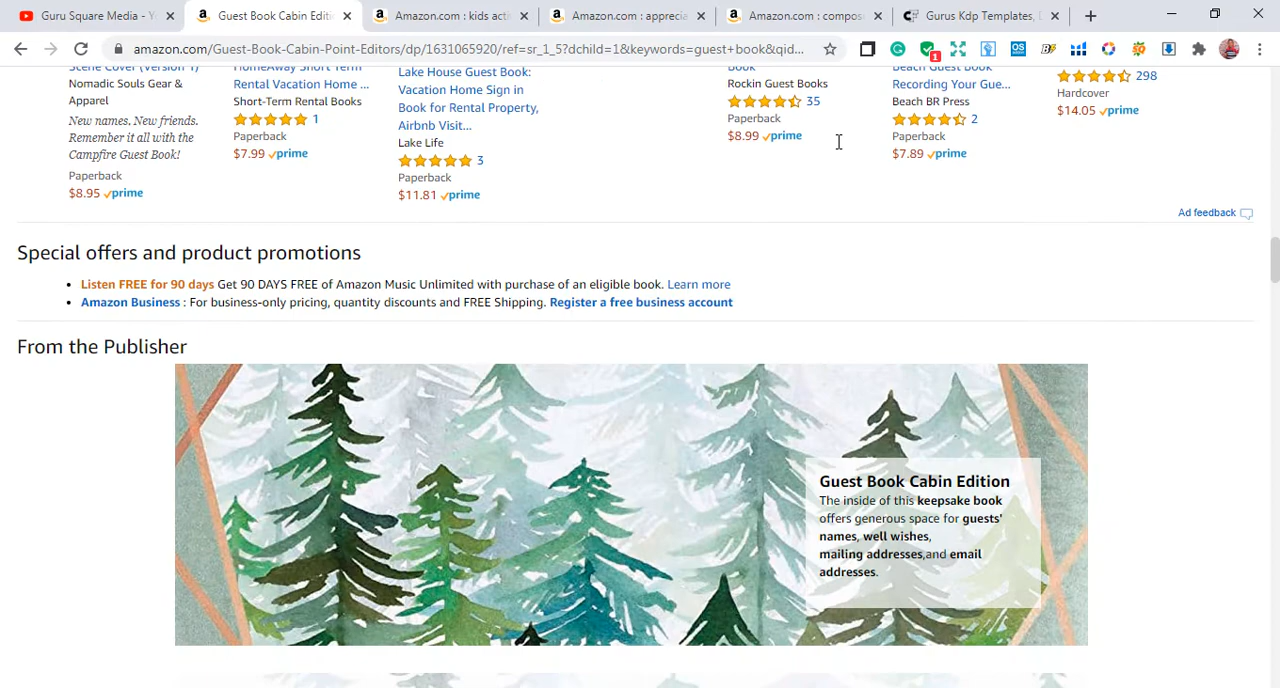 Guru Square Media - Y
Guest Book Cabin Editi
Amazon.com : kids acti
Amazon.com : apprecia
Amazon.com : compos
Gurus Kdp Templates,
amazon.com/Guest-Book-Cabin-Point-Editors/dp/1631065920/ref=sr_1_5?dchild=1&keywords=guest+book&qid...
Scene Cover (Version 1)
Nomadic Souls Gear &
Apparel
New names. New friends.
Remember it all with the
Campfire Guest Book!
Paperback
$8.95 prime
HomeAway Short Term
Rental Vacation Home ...
Short-Term Rental Books
1
Paperback
$7.99 prime
Lake House Guest Book:
Vacation Home Sign in
Book for Rental Property,
Airbnb Visit...
Lake Life
3
Paperback
$11.81 prime
Book
Rockin Guest Books
35
Paperback
$8.99 prime
Beach Guest Book
Recording Your Gue...
Beach BR Press
2
Paperback
$7.89 prime
298
Hardcover
$14.05 prime
Ad feedback
Special offers and product promotions
• Listen FREE for 90 days Get 90 DAYS FREE of Amazon Music Unlimited with purchase of an eligible book. Learn more
• Amazon Business : For business-only pricing, quantity discounts and FREE Shipping. Register a free business account
From the Publisher
Guest Book Cabin Edition
The inside of this keepsake book
offers generous space for guests'
names, well wishes,
mailing addresses,and email
addresses.